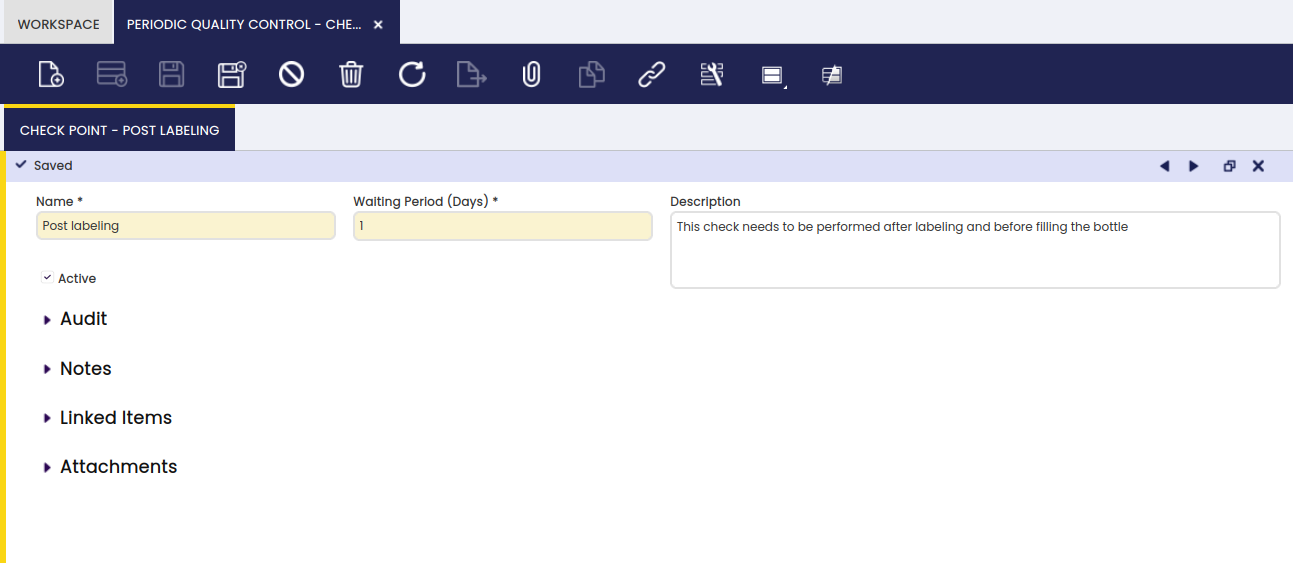 WORKSPACE
PERIODIC QUALITY CONTROL - CHE...
CHECK POINT - POST LABELING
Saved
Name *
Waiting Period (Days) *
Description
Post labeling
1
This check needs to be performed after labeling and before filling the bottle
Active
Audit
Notes
Linked Items
Attachments